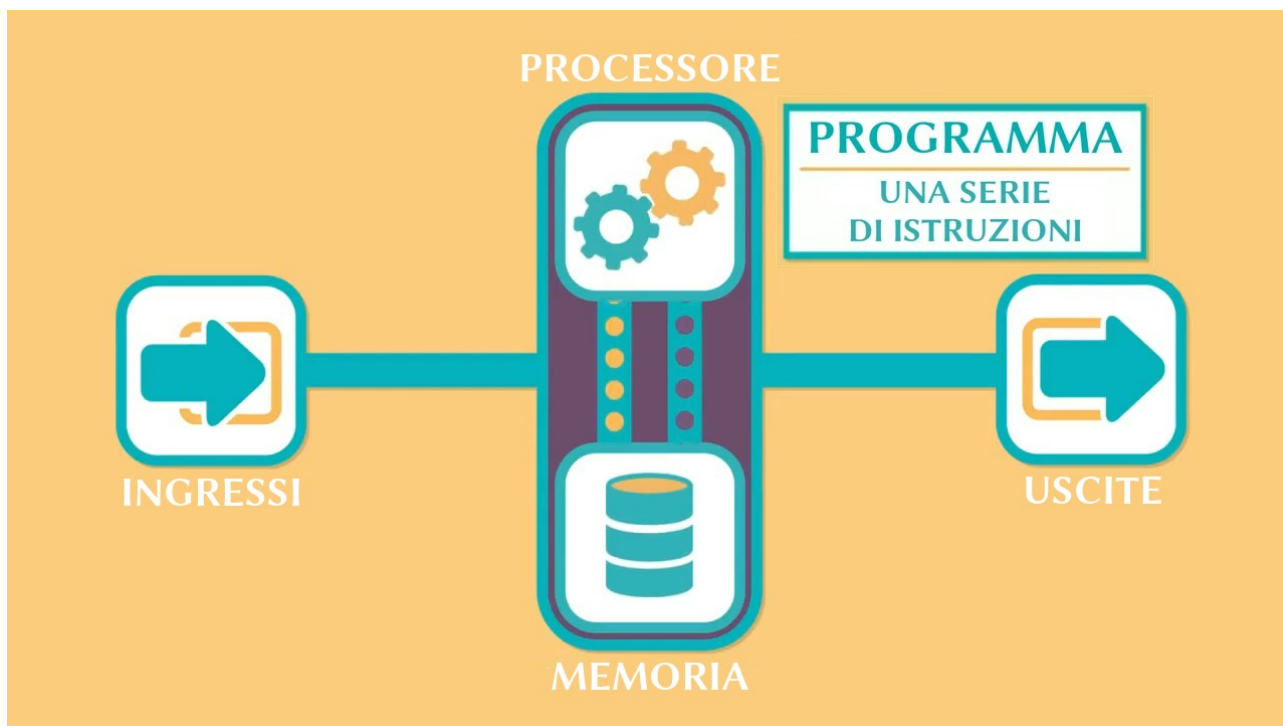 PROCESSORE
PROGRAMMA
UNA SERIE
DI ISTRUZIONI
INGRESSI
USCITE
MEMORIA